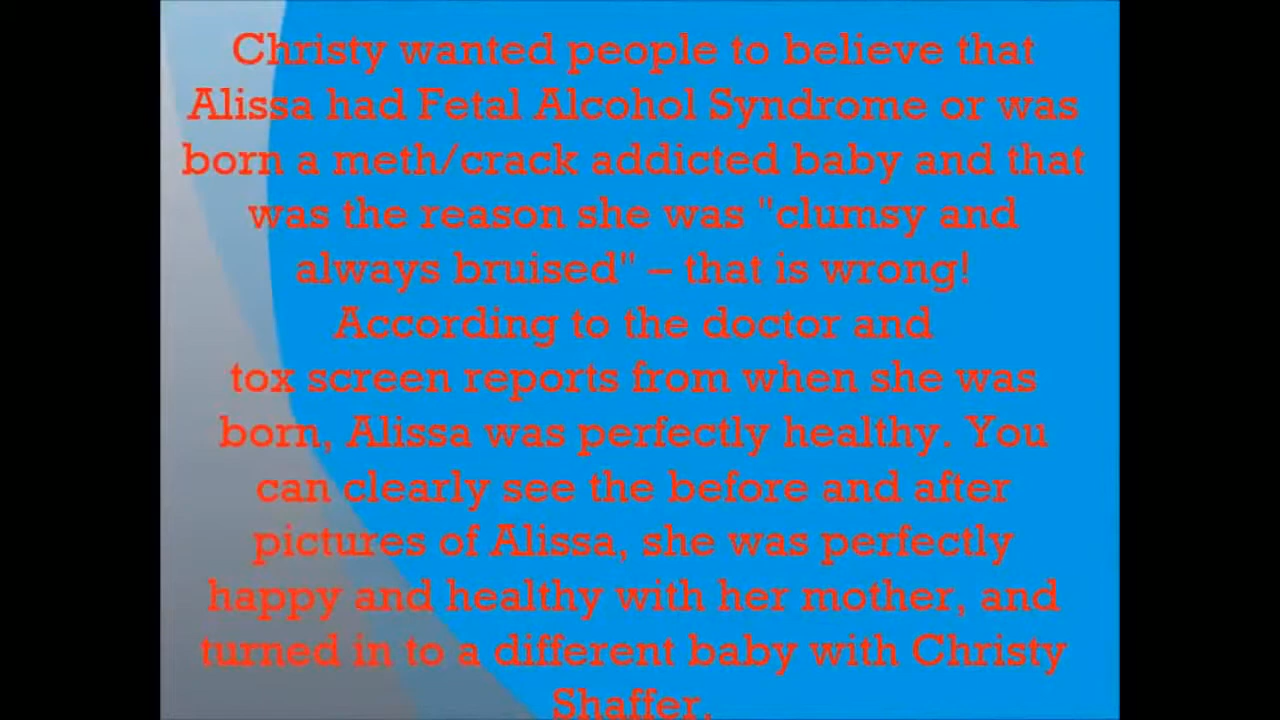 Christy wanted people to believe that
Alissa had Fetal Alcohol Syndrome or was
born a meth/crack addicted baby and that
was the reason she was "clumsy and
always bruised" – that is wrong!
According to the doctor and
tox screen reports from when she was
born, Alissa was perfectly healthy. You
can clearly see the before and after
pictures of Alissa, she was perfectly
happy and healthy with her mother, and
turned in to a different baby with Christy
Shaffer.